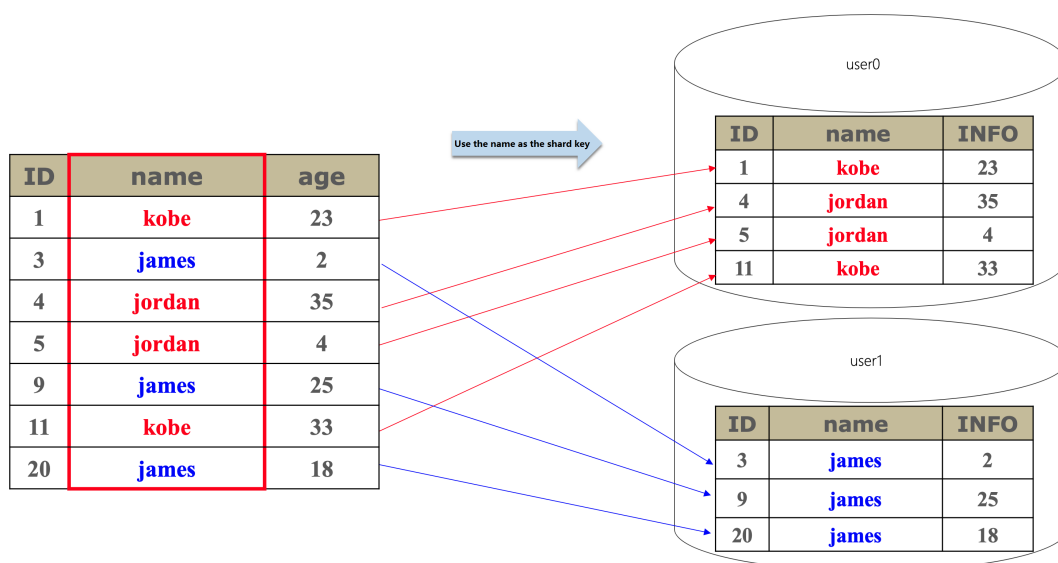 user0
Use the name as the shard key
ID name INFO
1 kobe 23
4 jordan 35
5 jordan 4
11 kobe 33
ID name age
1 kobe 23
3 james 2
4 jordan 35
5 jordan 4
9 james 25
11 kobe 33
20 james 18
user1
ID name INFO
3 james 2
9 james 25
20 james 18